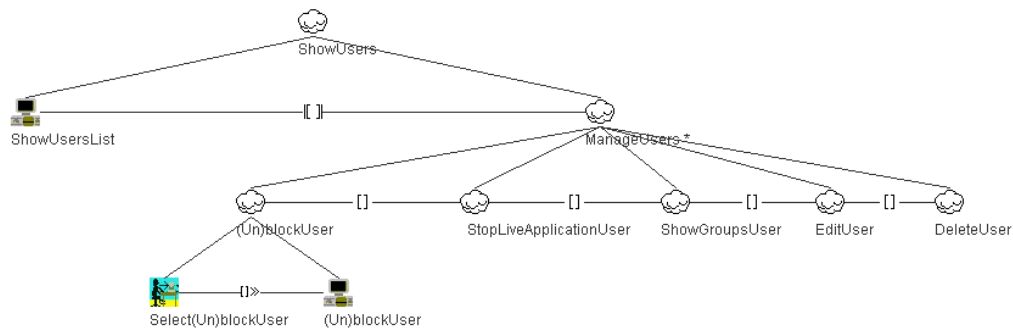 ShowUsers
|[ ]|
ShowUsersList
ManageUsers *
[] [] [] []
(Un)blockUser StopLiveApplicationUser ShowGroupsUser EditUser DeleteUser
[]»
Select(Un)blockUser (Un)blockUser